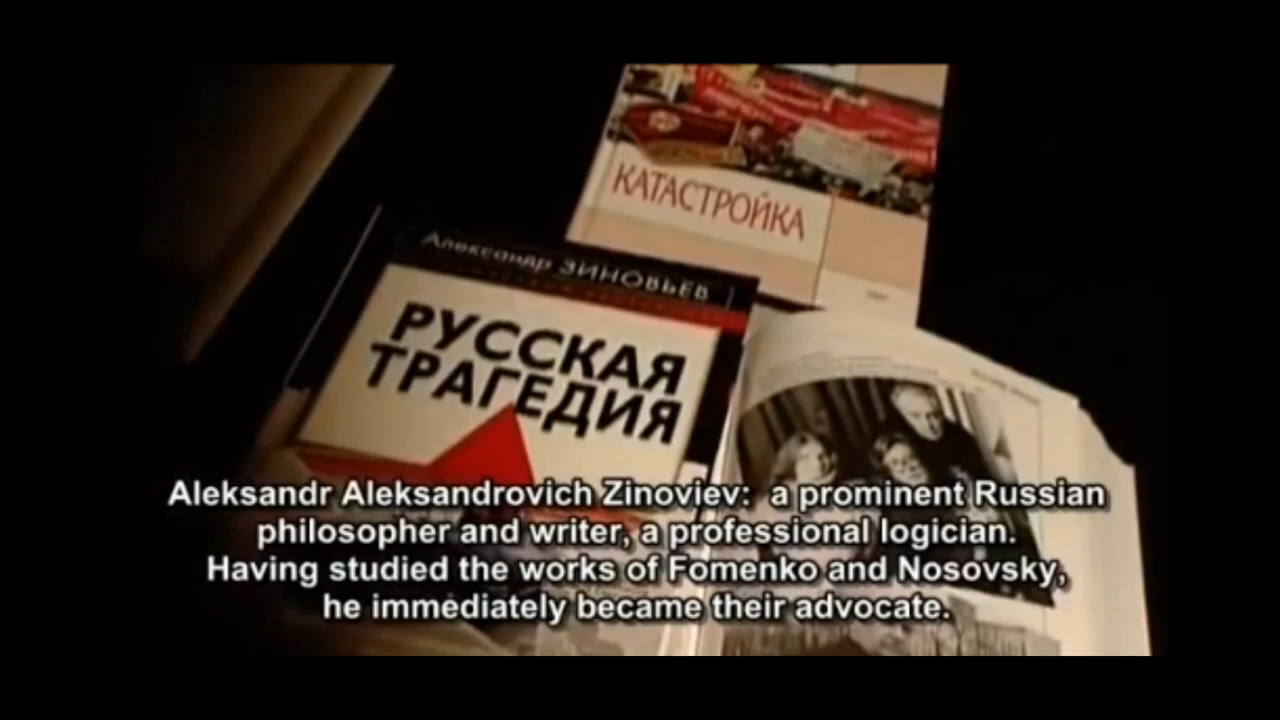 КАТАСТРОЙКА
Александр ЗИНОВЬЕВ
РУССКАЯ
ТРАГЕДИЯ
Aleksandr Aleksandrovich Zinoviev: a prominent Russian
philosopher and writer, a professional logician.
Having studied the works of Fomenko and Nosovsky,
he immediately became their advocate.